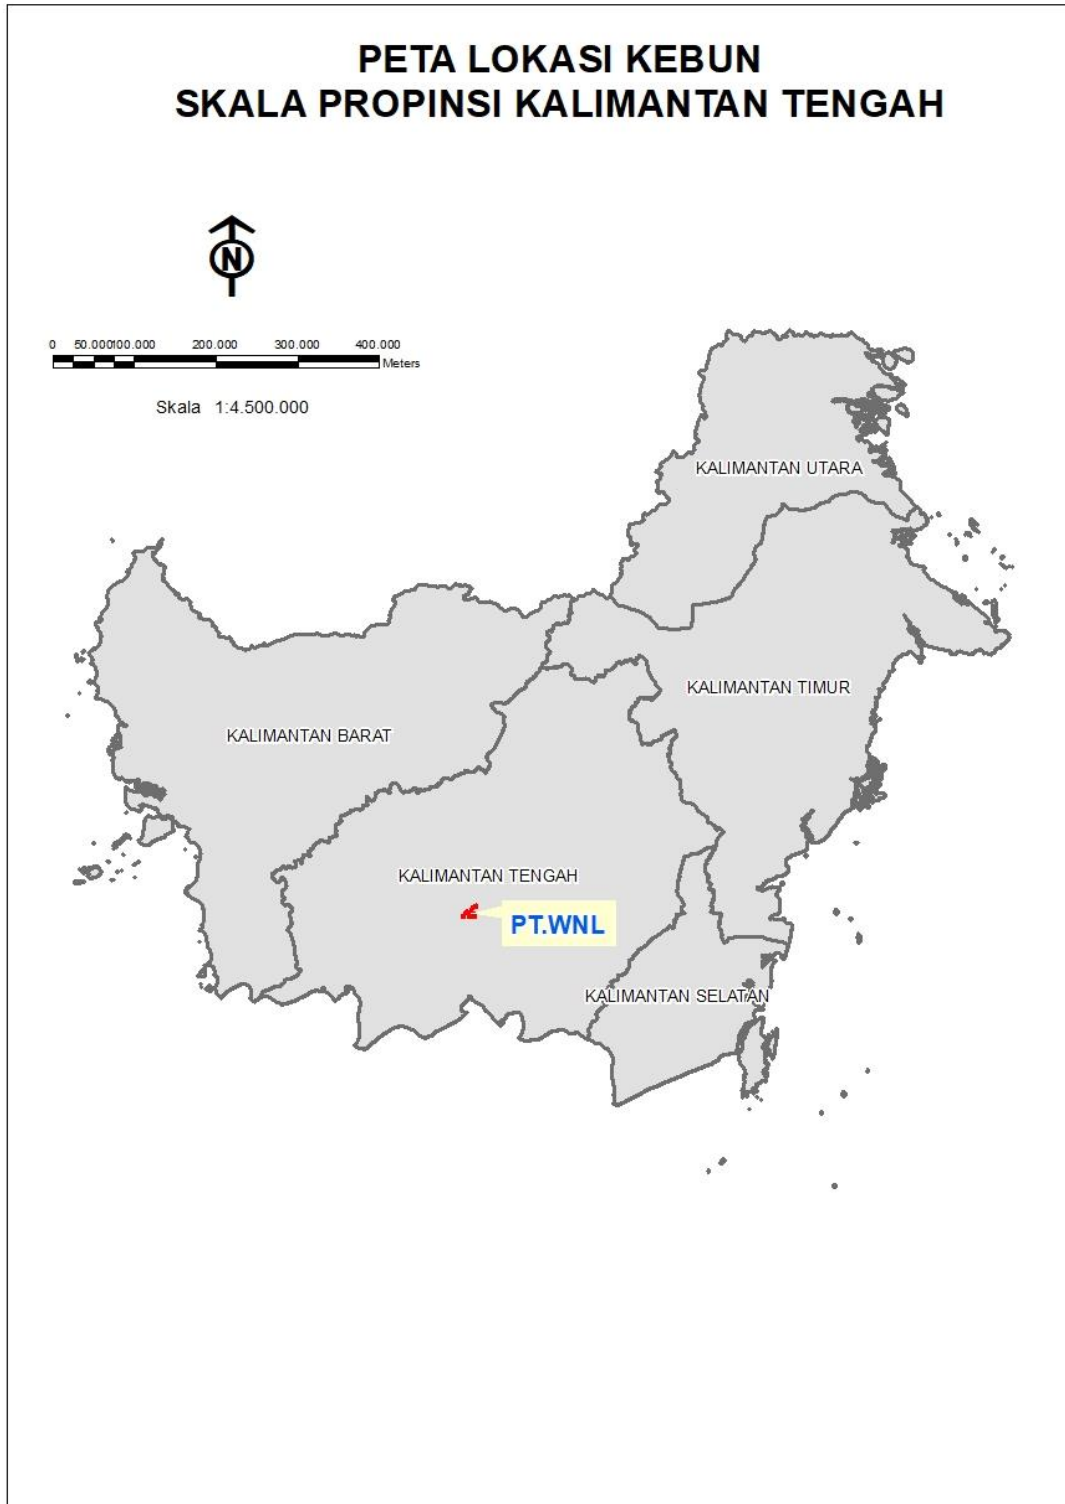 PETA LOKASI KEBUN
SKALA PROPINSI KALIMANTAN TENGAH
N
0 50.000 100.000 200.000 300.000 400.000
Meters
Skala 1:4.500.000
KALIMANTAN UTARA
KALIMANTAN TIMUR
KALIMANTAN BARAT
KALIMANTAN TENGAH
PT.WNL
KALIMANTAN SELATAN